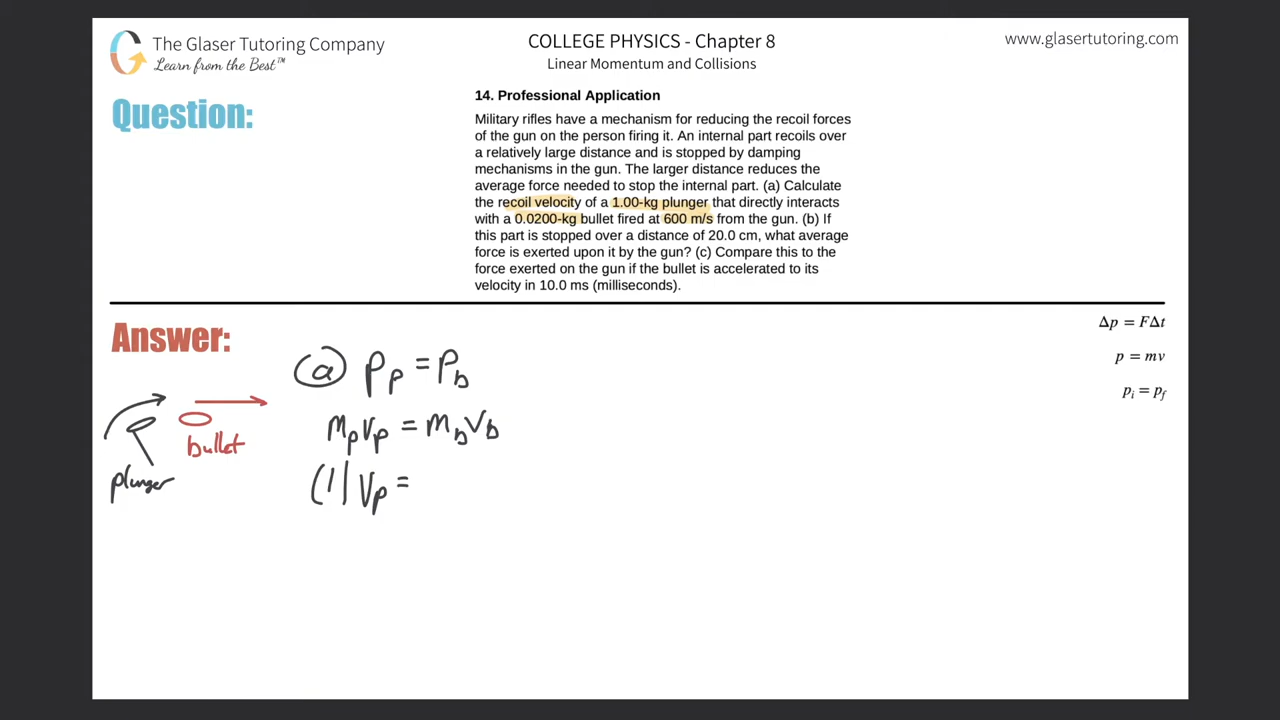 The Glaser Tutoring Company
Learn from the Best™
COLLEGE PHYSICS - Chapter 8
Linear Momentum and Collisions
www.glasertutoring.com
Question:
14. Professional Application
Military rifles have a mechanism for reducing the recoil forces
of the gun on the person firing it. An internal part recoils over
a relatively large distance and is stopped by damping
mechanisms in the gun. The larger distance reduces the
average force needed to stop the internal part. (a) Calculate
the recoil velocity of a 1.00-kg plunger that directly interacts
with a 0.0200-kg bullet fired at 600 m/s from the gun. (b) If
this part is stopped over a distance of 20.0 cm, what average
force is exerted upon it by the gun? (c) Compare this to the
force exerted on the gun if the bullet is accelerated to its
velocity in 10.0 ms (milliseconds).
Answer:
Δp = FΔt
p = mv
p_i = p_f
(a) P_p = P_b
m_p v_p = m_b v_b
(1) v_p =
bullet
plunger